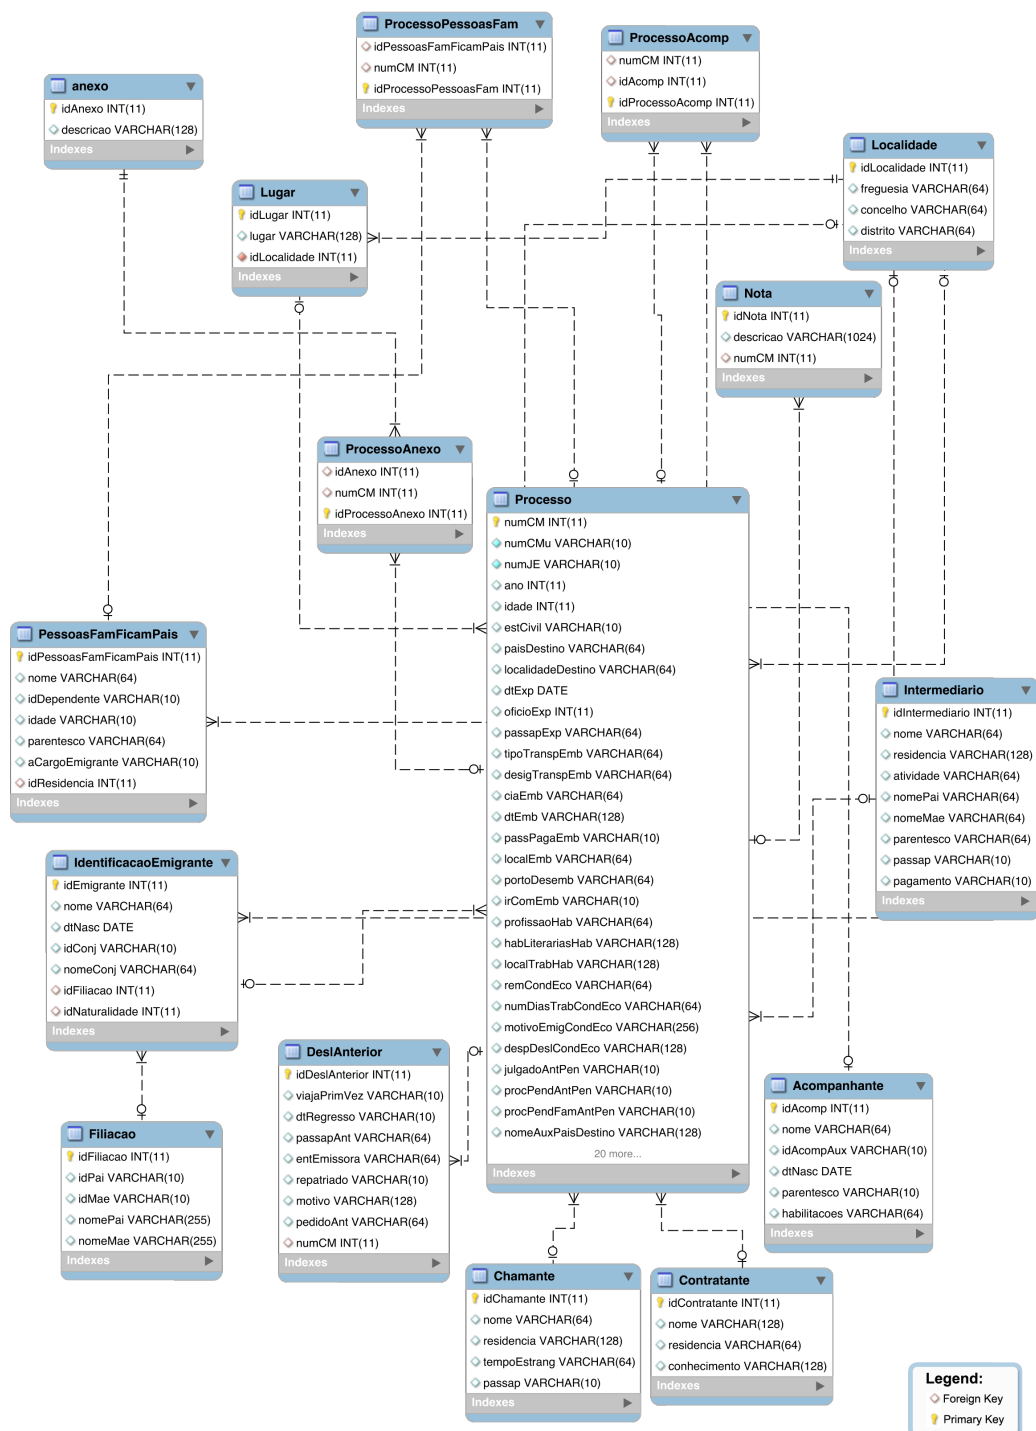 ProcessoPessoasFam
idPessoasFamFicamPais INT(11)
numCM INT(11)
idProcessoPessoasFam INT(11)
Indexes
ProcessoAcomp
numCM INT(11)
idAcomp INT(11)
idProcessoAcomp INT(11)
Indexes
anexo
idAnexo INT(11)
descricao VARCHAR(128)
Indexes
Localidade
idLocalidade INT(11)
freguesia VARCHAR(64)
concelho VARCHAR(64)
distrito VARCHAR(64)
Indexes
Lugar
idLugar INT(11)
lugar VARCHAR(128)
idLocalidade INT(11)
Indexes
Nota
idNota INT(11)
descricao VARCHAR(1024)
numCM INT(11)
Indexes
ProcessoAnexo
idAnexo INT(11)
numCM INT(11)
idProcessoAnexo INT(11)
Indexes
Processo
numCM INT(11)
numCMu VARCHAR(10)
numJE VARCHAR(10)
ano INT(11)
idade INT(11)
estCivil VARCHAR(10)
paisDestino VARCHAR(64)
localidadeDestino VARCHAR(64)
dtExp DATE
oficioExp INT(11)
passapExp VARCHAR(64)
tipoTranspEmb VARCHAR(64)
desigTranspEmb VARCHAR(64)
ciaEmb VARCHAR(64)
dtEmb VARCHAR(128)
passPagaEmb VARCHAR(10)
localEmb VARCHAR(64)
portoDesemb VARCHAR(64)
irComEmb VARCHAR(10)
profissaoHab VARCHAR(64)
habLiterariasHab VARCHAR(128)
localTrabHab VARCHAR(128)
remCondEco VARCHAR(64)
numDiasTrabCondEco VARCHAR(64)
motivoEmigCondEco VARCHAR(256)
despDeslCondEco VARCHAR(128)
julgadoAntPen VARCHAR(10)
procPendAntPen VARCHAR(10)
procPendFamAntPen VARCHAR(10)
nomeAuxPaisDestino VARCHAR(128)
20 more...
Indexes
PessoasFamFicamPais
idPessoasFamFicamPais INT(11)
nome VARCHAR(64)
idDependente VARCHAR(10)
idade VARCHAR(10)
parentesco VARCHAR(64)
aCargoEmigrante VARCHAR(10)
idResidencia INT(11)
Indexes
Intermediario
idIntermediario INT(11)
nome VARCHAR(64)
residencia VARCHAR(128)
atividade VARCHAR(64)
nomePai VARCHAR(64)
nomeMae VARCHAR(64)
parentesco VARCHAR(64)
passap VARCHAR(10)
pagamento VARCHAR(10)
Indexes
IdentificacaoEmigrante
idEmigrante INT(11)
nome VARCHAR(64)
dtNasc DATE
idConj VARCHAR(10)
nomeConj VARCHAR(64)
idFiliacao INT(11)
idNaturalidade INT(11)
Indexes
DeslAnterior
idDeslAnterior INT(11)
viajaPrimVez VARCHAR(10)
dtRegresso VARCHAR(10)
passapAnt VARCHAR(64)
entEmissora VARCHAR(64)
repatriado VARCHAR(10)
motivo VARCHAR(128)
pedidoAnt VARCHAR(64)
numCM INT(11)
Indexes
Acompanhante
idAcomp INT(11)
nome VARCHAR(64)
idAcompAux VARCHAR(10)
dtNasc DATE
parentesco VARCHAR(10)
habilitacoes VARCHAR(64)
Indexes
Filiacao
idFiliacao INT(11)
idPai VARCHAR(10)
idMae VARCHAR(10)
nomePai VARCHAR(255)
nomeMae VARCHAR(255)
Indexes
Chamante
idChamante INT(11)
nome VARCHAR(64)
residencia VARCHAR(128)
tempoEstrang VARCHAR(64)
passap VARCHAR(10)
Indexes
Contratante
idContratante INT(11)
nome VARCHAR(128)
residencia VARCHAR(64)
conhecimento VARCHAR(128)
Indexes
Legend:
Foreign Key
Primary Key